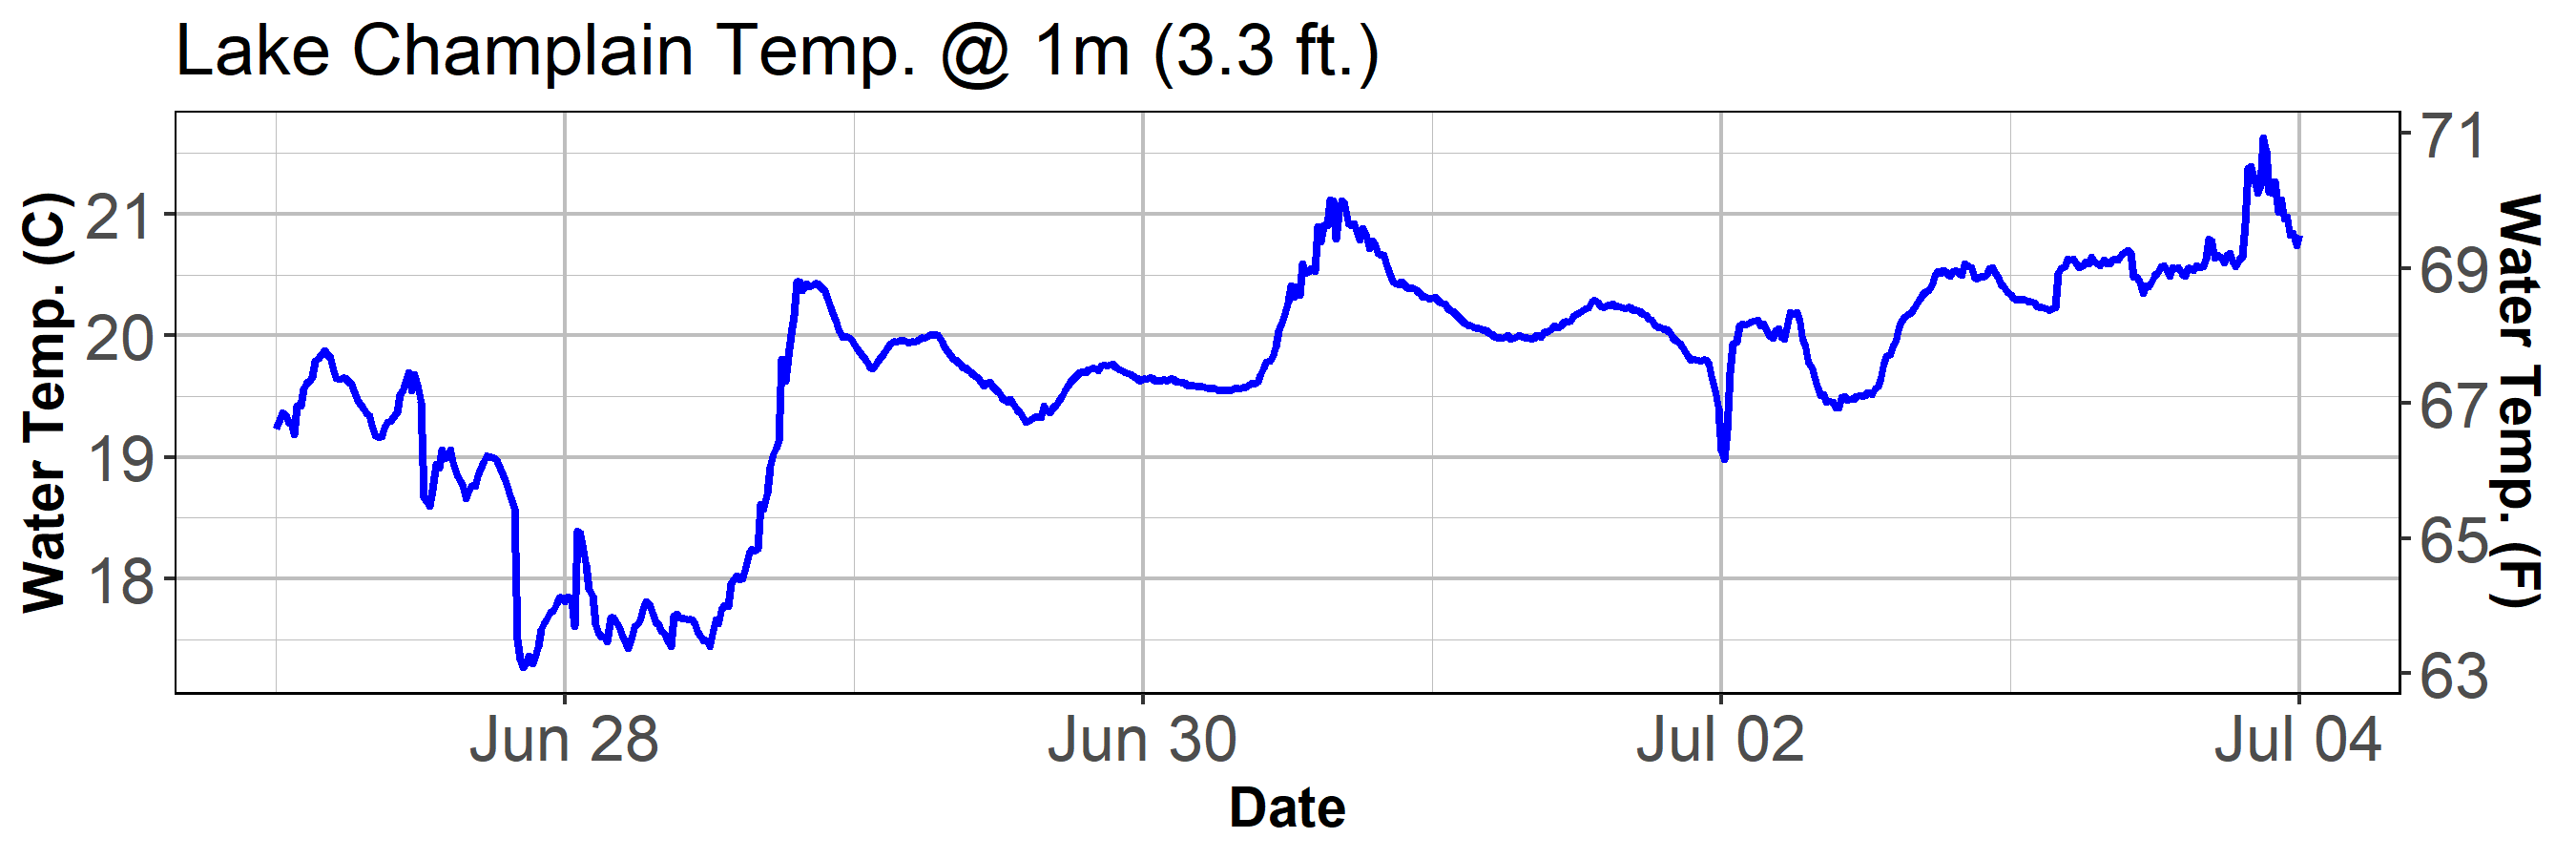 Lake Champlain Temp. @ 1m (3.3 ft.)
Water Temp. (C)
21
20
19
18
71
69
67
65
63
Water Temp. (F)
Jun 28
Jun 30
Jul 02
Jul 04
Date